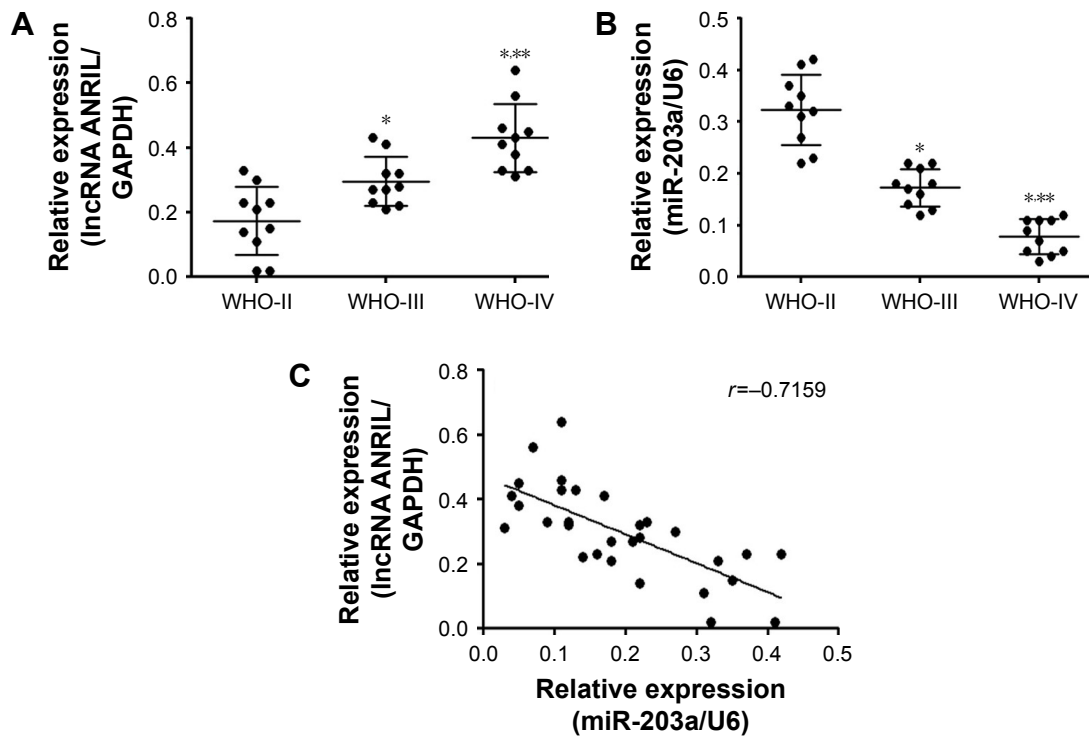 A
Relative expression
(lncRNA ANRIL/
GAPDH)
0.8
0.6
0.4
0.2
0.0
*
*,**
WHO-II
WHO-III
WHO-IV
B
Relative expression
(miR-203a/U6)
0.5
0.4
0.3
0.2
0.1
0.0
*
*,**
WHO-II
WHO-III
WHO-IV
C
Relative expression
(lncRNA ANRIL/
GAPDH)
0.8
0.6
0.4
0.2
0.0
r=–0.7159
0.0 0.1 0.2 0.3 0.4 0.5
Relative expression
(miR-203a/U6)